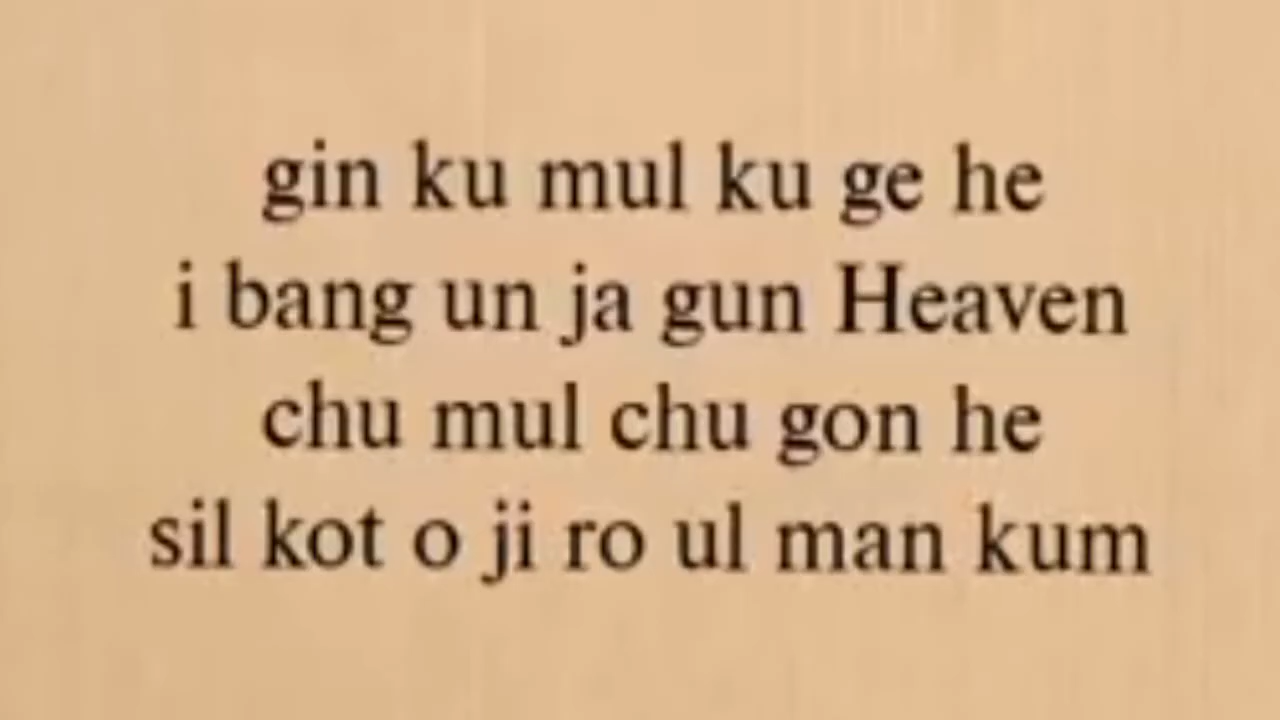 gin ku mul ku ge he
i bang un ja gun Heaven
chu mul chu gon he
sil kot o ji ro ul man kum